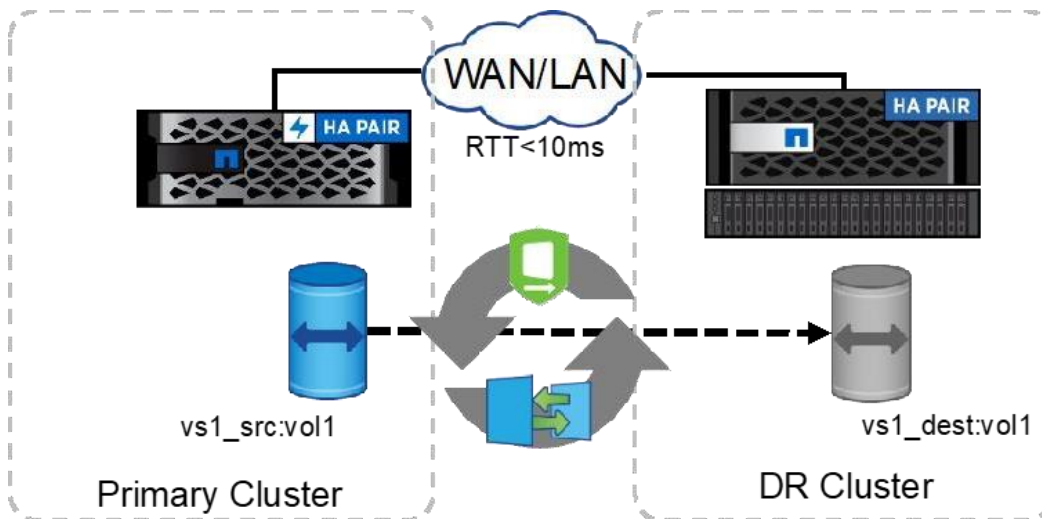 WAN/LAN
HA PAIR
HA PAIR
RTT<10ms
vs1_src:vol1
vs1_dest:vol1
Primary Cluster
DR Cluster